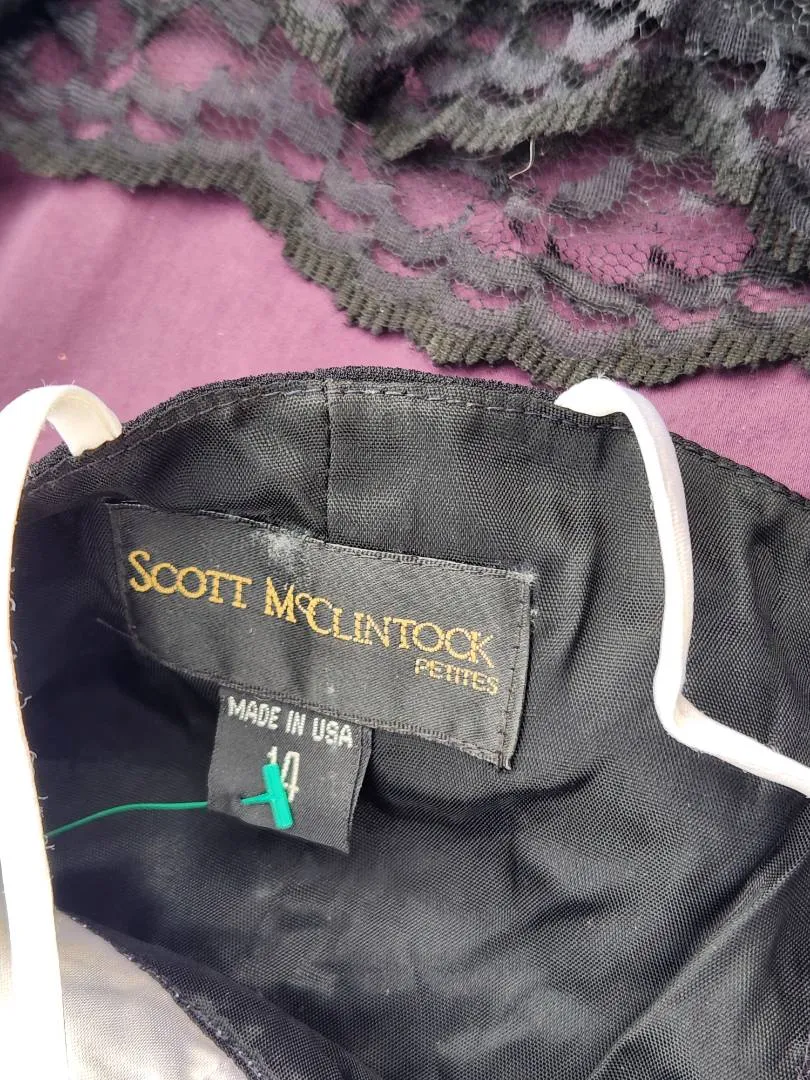 SCOTT McCLINTOCK
PETITES
MADE IN USA
14